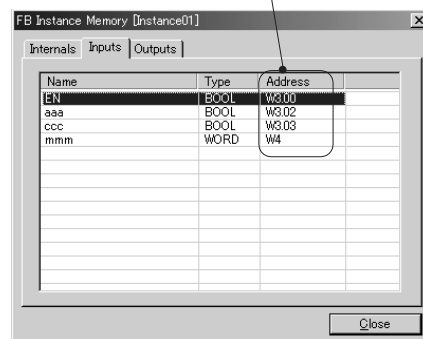 FB Instance Memory [Instance01]
Internals Inputs Outputs
Name Type Address
EN BOOL W3.00
aaa BOOL W3.02
ccc BOOL W3.03
mmm WORD W4
Close